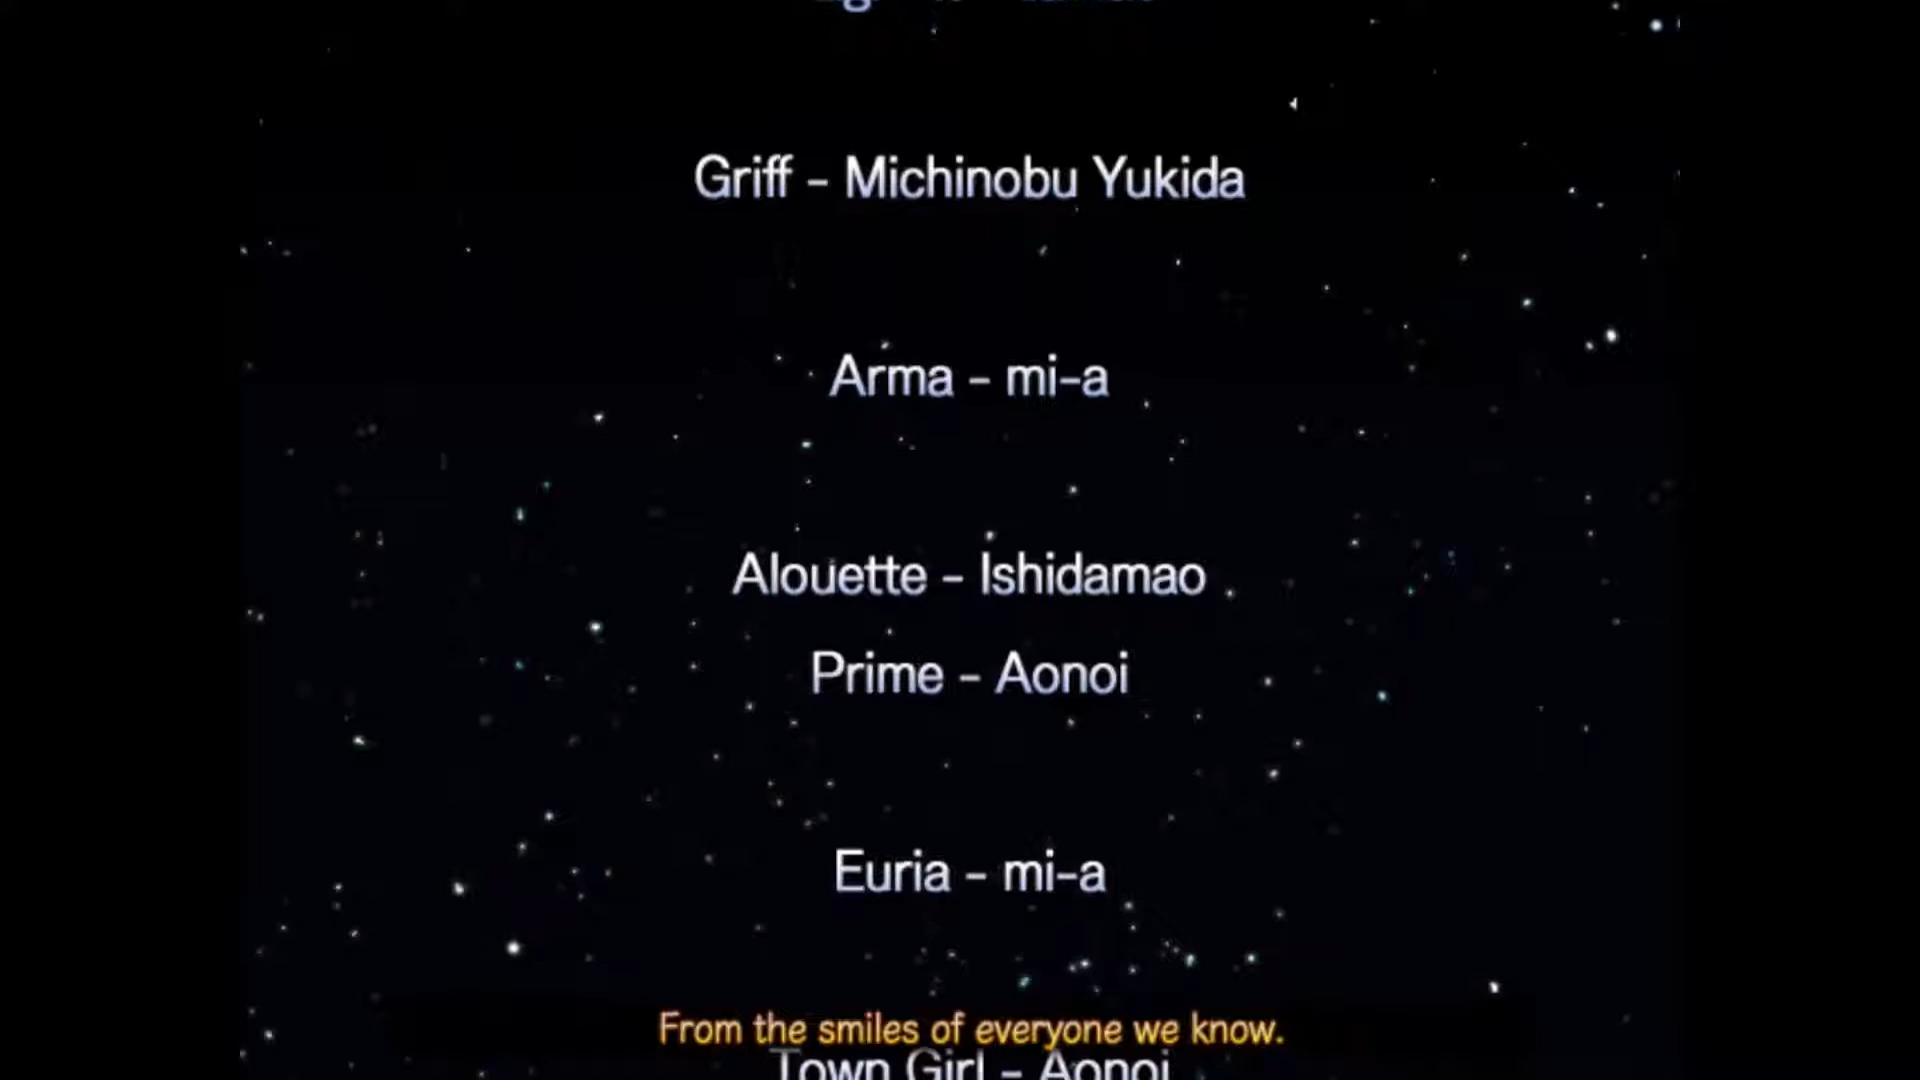 Griff - Michinobu Yukida
Arma - mi-a
Alouette - Ishidamao
Prime - Aonoi
Euria - mi-a
From the smiles of everyone we know.
Town Girl - Aonoi